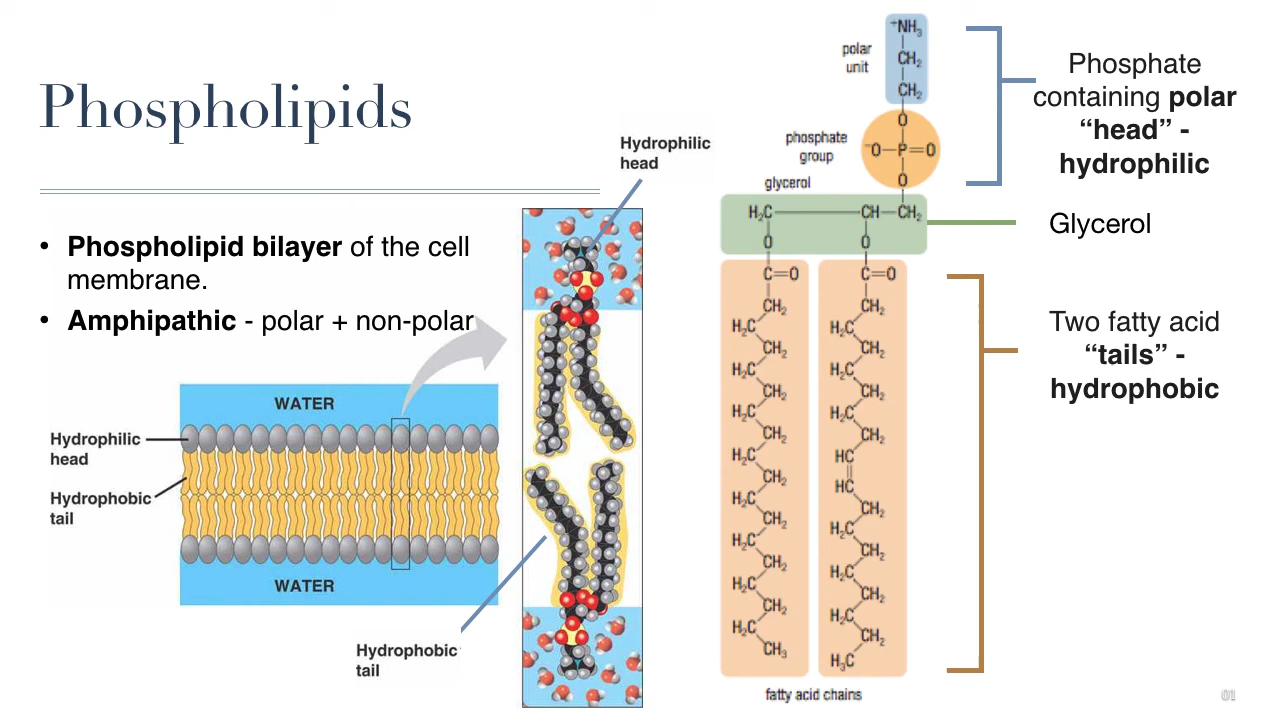 Phospholipids
• Phospholipid bilayer of the cell
membrane.
• Amphipathic - polar + non-polar
WATER
Hydrophilic
head
Hydrophobic
tail
WATER
Hydrophilic
head
Hydrophobic
tail
polar
unit
⁺NH₃
CH₂
CH₂
O
phosphate
group
⁻O—P=O
O
glycerol
H₂C CH—CH₂
O O
C=O C=O
CH₂ CH₂
H₂C H₂C
CH₂ CH₂
H₂C H₂C
CH₂ CH₂
H₂C H₂C
CH₂ CH₂
H₂C HC
CH₂ HC
H₂C CH₂
CH₂ H₂C
H₂C CH₂
CH₂ H₂C
H₂C CH₂
CH₂ H₂C
H₂C CH₂
CH₃ H₃C
fatty acid chains
Phosphate
containing polar
“head” -
hydrophilic
Glycerol
Two fatty acid
“tails” -
hydrophobic
01